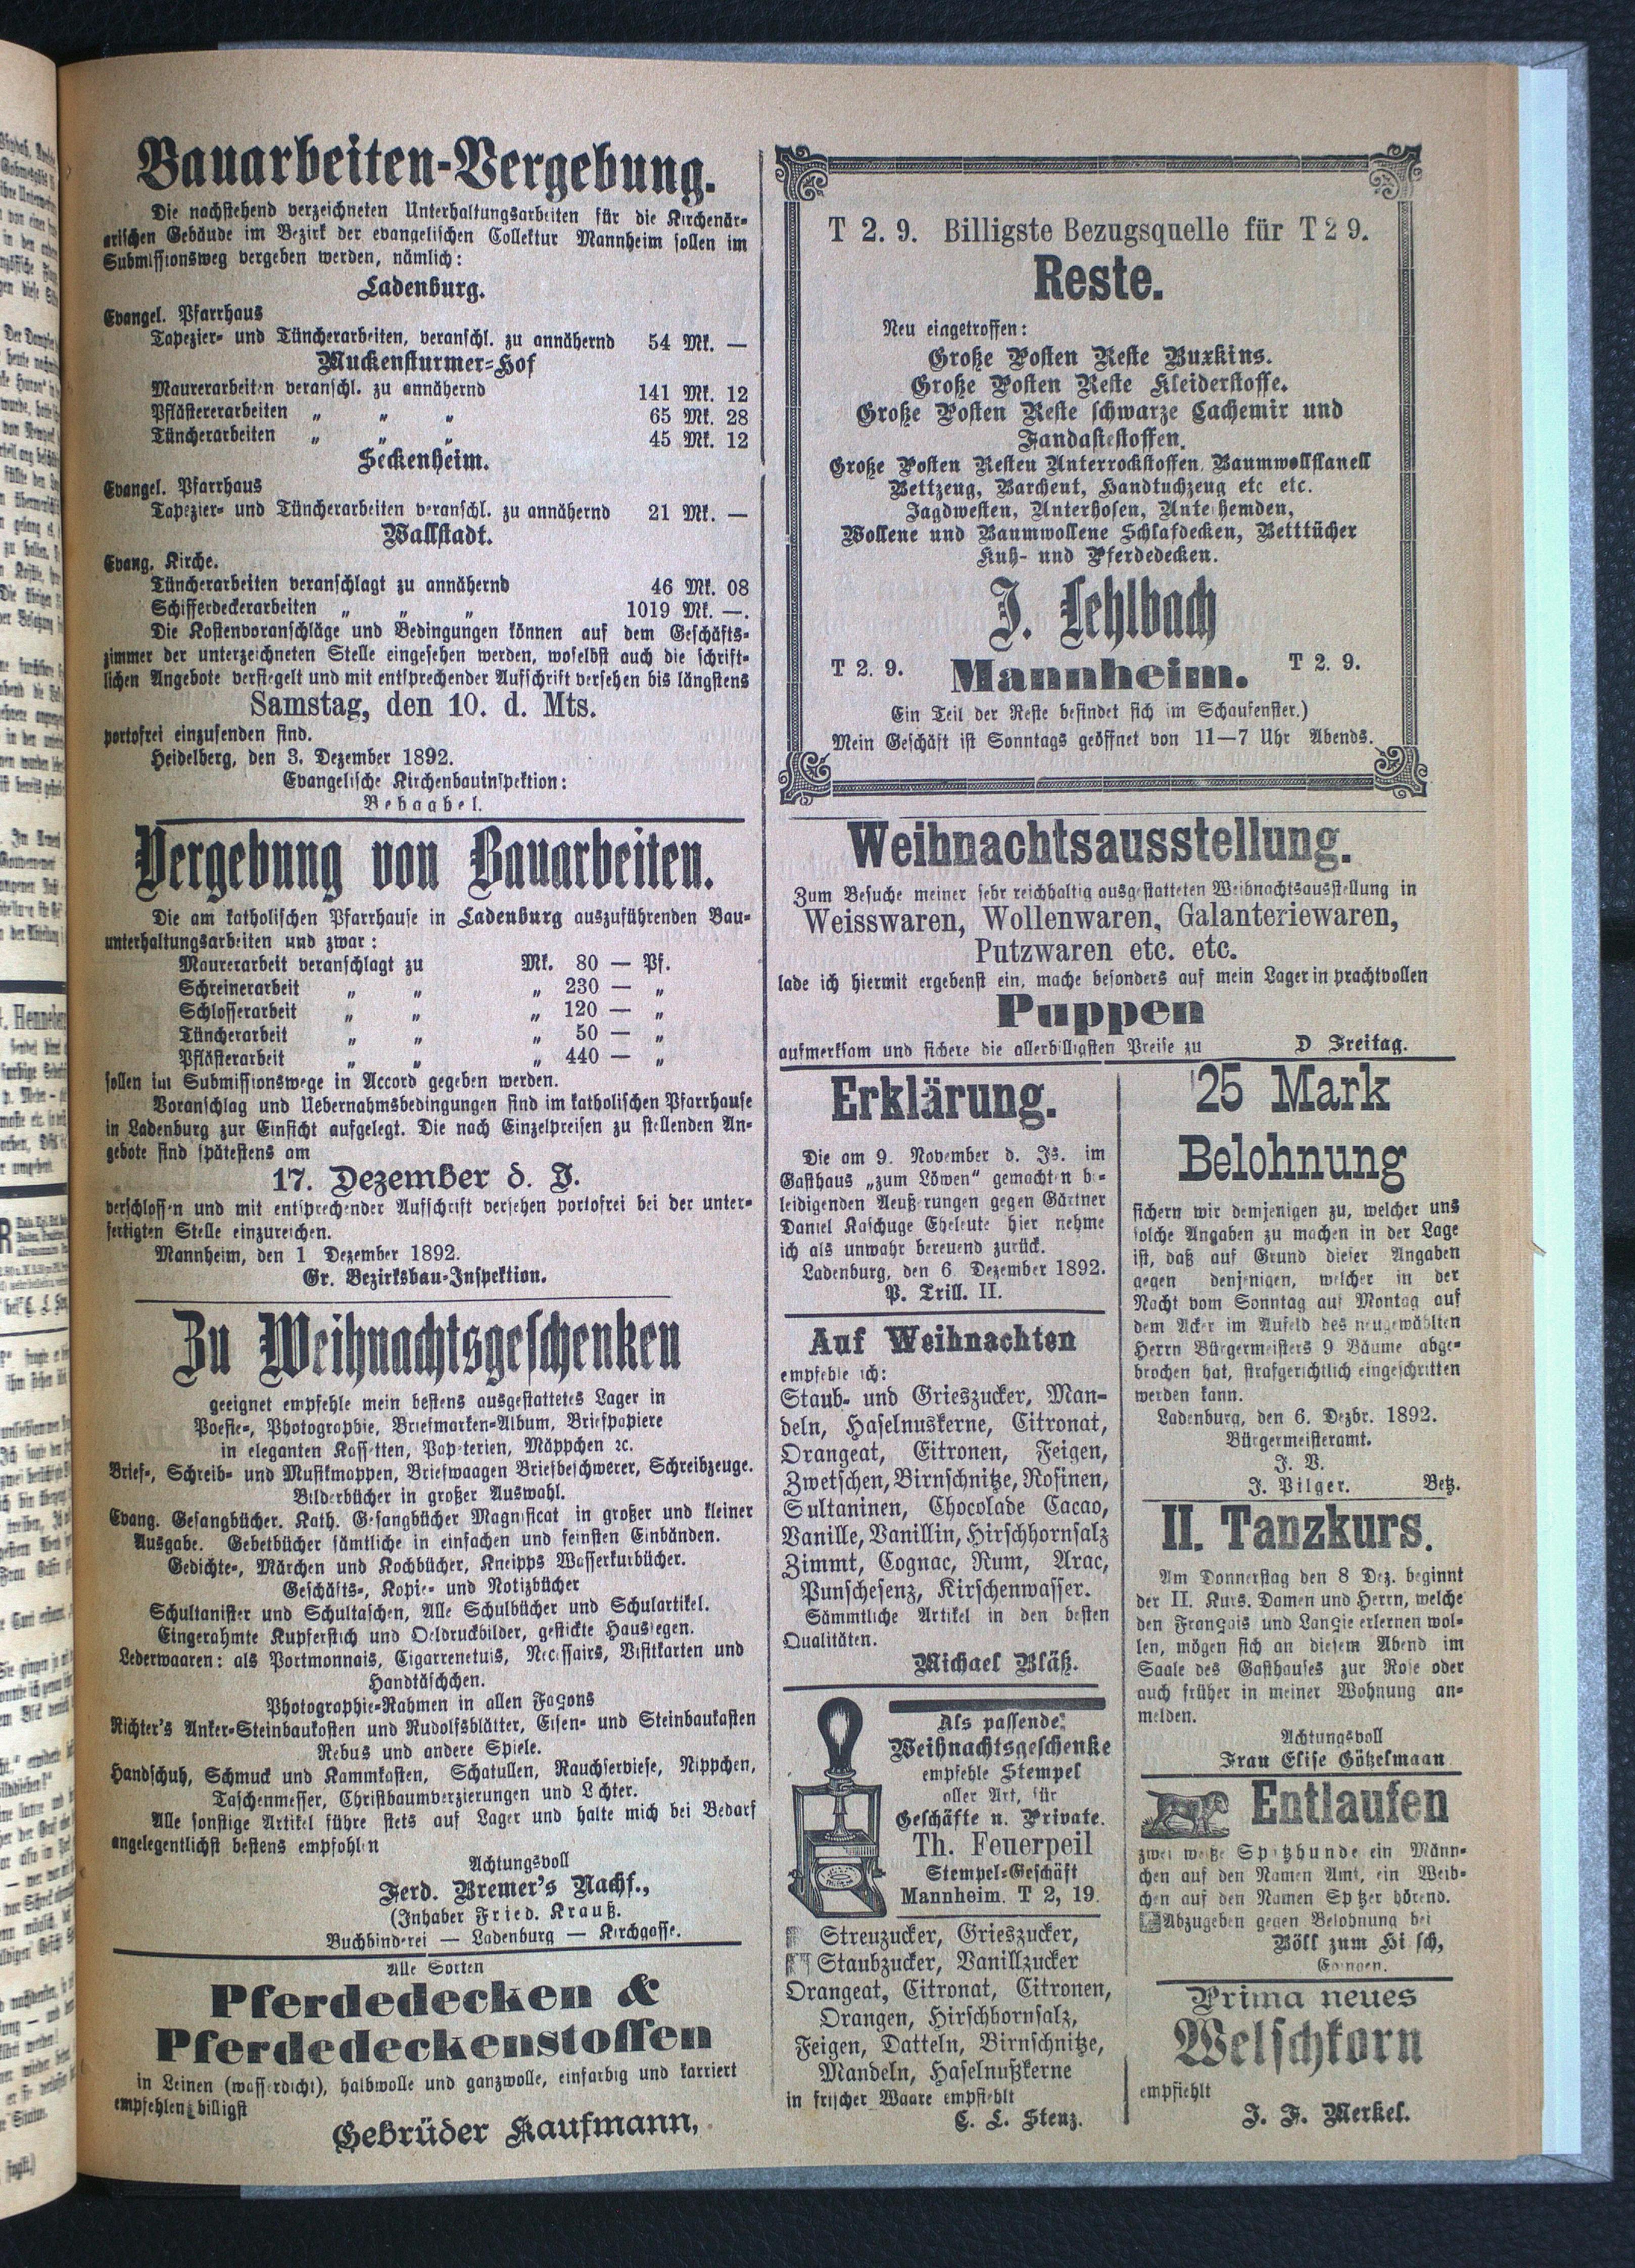 Bauarbeiten-Vergebung.
Die nachstehend verzeichneten Unterhaltungsarbeiten für die Kirchenär-
arischen Gebäude im Bezirk der evangelischen Collektur Mannheim sollen im
Submissionsweg vergeben werden, nämlich:
Ladenburg.
Evangel. Pfarrhaus
Tapezier- und Tüncherarbeiten, veranschl. zu annähernd 54 Mk. —
Muckensturmer-Hof
Maurerarbeiten veranschl. zu annähernd 141 Mk. 12
Pflästererarbeiten „ „ „ 65 Mk. 28
Tüncherarbeiten „ „ „ 45 Mk. 12
Seckenheim.
Evangel. Pfarrhaus
Tapezier- und Tüncherarbeiten veranschl. zu annähernd 21 Mk. —
Wallstadt.
Evang. Kirche.
Tüncherarbeiten veranschlagt zu annähernd 46 Mk. 08
Schifferdeckerarbeiten „ „ „ 1019 Mk. —.
Die Kostenvoranschläge und Bedingungen können auf dem Geschäfts-
zimmer der unterzeichneten Stelle eingesehen werden, woselbst auch die schrift-
lichen Angebote versiegelt und mit entsprechender Aufschrift versehen bis längstens
Samstag, den 10. d. Mts.
portofrei einzusenden sind.
Heidelberg, den 3. Dezember 1892.
Evangelische Kirchenbauinspektion:
Behaghel.
Vergebung von Bauarbeiten.
Die am katholischen Pfarrhause in Ladenburg auszuführenden Bau-
unterhaltungsarbeiten und zwar:
Maurerarbeit veranschlagt zu Mk. 80 — Pf.
Schreinerarbeit „ „ „ 230 — „
Schlosserarbeit „ „ „ 120 — „
Tüncherarbeit „ „ „ 50 — „
Pflästerarbeit „ „ „ 440 — „
sollen im Submissionswege in Accord gegeben werden.
Voranschlag und Uebernahmsbedingungen sind im katholischen Pfarrhause
in Ladenburg zur Einsicht aufgelegt. Die nach Einzelpreisen zu stellenden An-
gebote sind spätestens am
17. Dezember d. J.
verschlossen und mit entsprechender Aufschrift versehen portofrei bei der unter-
fertigten Stelle einzureichen.
Mannheim, den 1 Dezember 1892.
Gr. Bezirksbau-Inspektion.
Zu Weihnachtsgeschenken
geeignet empfehle mein bestens ausgestattetes Lager in
Poesie-, Photographie, Briefmarken-Album, Briefpapiere
in eleganten Kassetten, Papeterien, Mäppchen ꝛc.
Brief-, Schreib- und Musikmappen, Briefwaagen Briefbeschwerer, Schreibzeuge.
Bilderbücher in großer Auswahl.
Evang. Gesangbücher. Kath. Gesangbücher Magnificat in großer und kleiner
Ausgabe. Gebetbücher sämtliche in einfachen und feinsten Einbänden.
Gedichte-, Märchen und Kochbücher, Kneipps Wasserkurbücher.
Geschäfts-, Kopie- und Notizbücher
Schultanister und Schultaschen, Alle Schulbücher und Schulartikel.
Eingerahmte Kupferstich und Oeldruckbilder, gestickte Haussegen.
Lederwaaren: als Portmonnais, Cigarrenetuis, Necessairs, Visitkarten und
Handtäschchen.
Photographie-Rahmen in allen Façons
Richter's Anker-Steinbaukosten und Rudolfsblätter, Eisen- und Steinbaukasten
Rebus und andere Spiele.
Handschuh, Schmuck und Kammkasten, Schatullen, Rauchserviese, Nippchen,
Taschenmesser, Christbaumverzierungen und Lichter.
Alle sonstige Artikel führe stets auf Lager und halte mich bei Bedarf
angelegentlichst bestens empfohlen
Achtungsvoll
Ferd. Bremer's Nachf.,
(Inhaber Fried. Krauß.
Buchbinderei — Ladenburg — Kirchgasse.
Alle Sorten
Pferdedecken &
Pferdedeckenstoffen
in Leinen (wasserdicht), halbwolle und ganzwolle, einfarbig und karriert
empfehlen billigst
Gebrüder Kaufmann,
T 2. 9. Billigste Bezugsquelle für T 2 9.
Reste.
Neu eingetroffen:
Große Posten Reste Buxkins.
Große Posten Reste Kleiderstoffe.
Große Posten Reste schwarze Cachemir und
Fandastestoffen.
Große Posten Resten Unterrockstoffen, Baumwollflanell
Bettzeug, Barchent, Handtuchzeug etc etc.
Jagdwesten, Unterhosen, Unterhemden,
Wollene und Baumwollene Schlafdecken, Betttücher
Kuh- und Pferdedecken.
J. Lehlbach
T 2. 9. Mannheim. T 2. 9.
Ein Teil der Reste befindet sich im Schaufenster.)
Mein Geschäft ist Sonntags geöffnet von 11—7 Uhr Abends.
Weihnachtsausstellung.
Zum Besuche meiner sehr reichhaltig ausgestatteten Weihnachtsausstellung in
Weisswaren, Wollenwaren, Galanteriewaren,
Putzwaren etc. etc.
lade ich hiermit ergebenst ein, mache besonders auf mein Lager in prachtvollen
Puppen
aufmerksam und sichere die allerbilligsten Preise zu D Freitag.
Erklärung.
Die am 9. November d. Js. im
Gasthaus „zum Löwen“ gemachten be-
leidigenden Aeußerungen gegen Gärtner
Daniel Kaschuge Eheleute hier nehme
ich als unwahr bereuend zurück.
Ladenburg, den 6. Dezember 1892.
P. Trill. II.
Auf Weihnachten
empfehle ich:
Staub- und Grieszucker, Man-
deln, Haselnuskerne, Citronat,
Orangeat, Citronen, Feigen,
Zwetschen, Birnschnitze, Rosinen,
Sultaninen, Chocolade Cacao,
Vanille, Vanillin, Hirschhornsalz
Zimmt, Cognac, Rum, Arac,
Punschesenz, Kirschenwasser.
Sämmtliche Artikel in den besten
Qualitäten.
Michael Bläß.
Als passende
Weihnachtsgeschenke
empfehle Stempel
aller Art, für
Geschäfte u. Private.
Th. Feuerpeil
Stempel-Geschäft
Mannheim. T 2, 19.
Streuzucker, Grieszucker,
Staubzucker, Vanillzucker
Orangeat, Citronat, Citronen,
Orangen, Hirschhornsalz,
Feigen, Datteln, Birnschnitze,
Mandeln, Haselnußkerne
in frischer Waare empfiehlt
C. L. Stenz.
25 Mark
Belohnung
sichern wir demjenigen zu, welcher uns
solche Angaben zu machen in der Lage
ist, daß auf Grund dieser Angaben
gegen denjenigen, welcher in der
Nacht vom Sonntag auf Montag auf
dem Acker im Aufeld des neugewählten
Herrn Bürgermeisters 9 Bäume abge-
brochen hat, strafgerichtlich eingeschritten
werden kann.
Ladenburg, den 6. Dezbr. 1892.
Bürgermeisteramt.
J. V.
J. Pilger. Betz.
II. Tanzkurs.
Am Donnerstag den 8 Dez. beginnt
der II. Kurs. Damen und Herrn, welche
den Français und Lançie erlernen wol-
len, mögen sich an diesem Abend im
Saale des Gasthauses zur Rose oder
auch früher in meiner Wohnung an-
melden.
Achtungsvoll
Frau Elise Götzelmann
Entlaufen
zwei weiße Spitzhunde ein Männ-
chen auf den Namen Ami, ein Weib-
chen auf den Namen Spitzer hörend.
Abzugeben gegen Belohnung bei
Böll zum Hi sch,
Prima neues
Welschkorn
empfiehlt
J. F. Merkel.